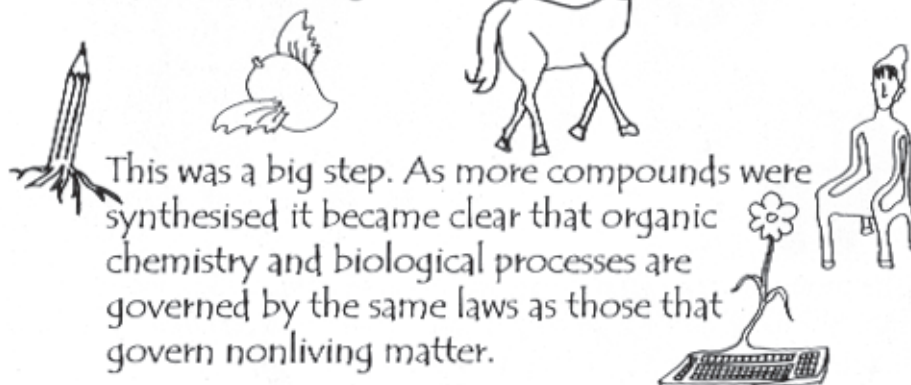 This was a big step. As more compounds were
synthesised it became clear that organic
chemistry and biological processes are
governed by the same laws as those that
govern nonliving matter.